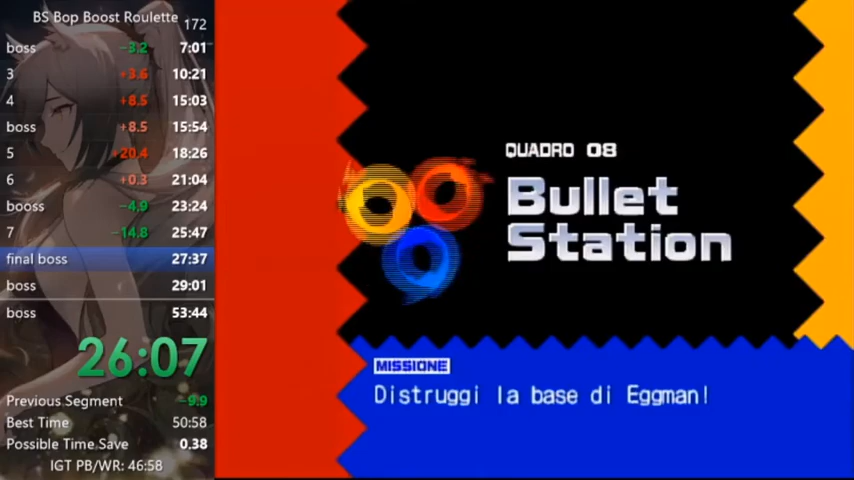 BS Bop Boost Roulette 172
boss -3.2 7:01
3 +3.6 10:21
4 +8.5 15:03
boss +8.5 15:54
5 +20.4 18:26
6 +0.3 21:04
booss -4.9 23:24
7 -14.8 25:47
final boss 27:37
boss 29:01
boss 53:44
26:07
Previous Segment -9.9
Best Time 50:58
Possible Time Save 0.38
IGT PB/WR: 46:58
QUADRO 08
Bullet
Station
MISSIONE
Distruggi la base di Eggman!